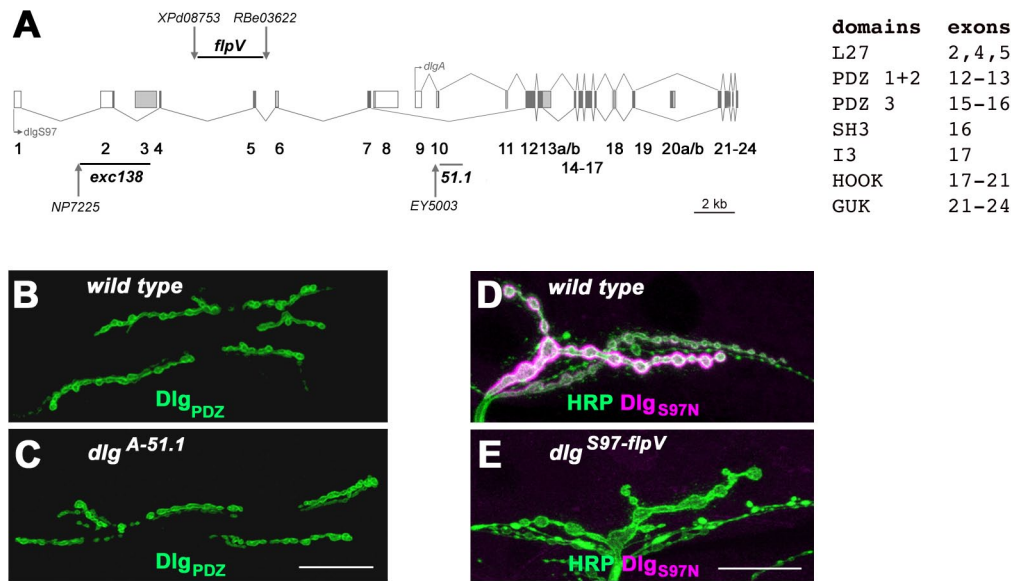 A
XPd08753 RBe03622
flpV
dlgA
dlgS97
1 2 3 4 5 6 7 8 9 10 11 12 13a/b 14-17 18 19 20a/b 21-24
exc138
51.1
NP7225
EY5003
2 kb
domains exons
L27 2,4,5
PDZ 1+2 12-13
PDZ 3 15-16
SH3 16
I3 17
HOOK 17-21
GUK 21-24
B wild type
DlgPDZ
C dlg A-51.1
DlgPDZ
D wild type
HRP DlgS97N
E dlg S97-flpV
HRP DlgS97N